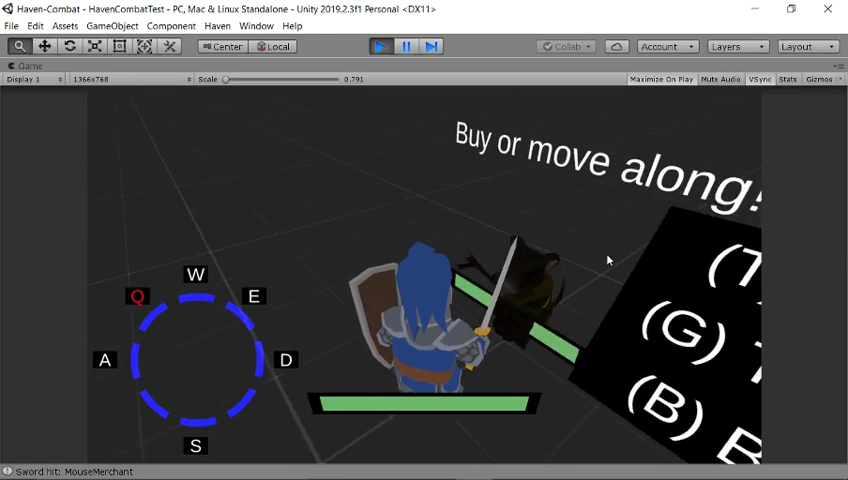 Haven-Combat - HavenCombatTest - PC, Mac & Linux Standalone - Unity 2019.2.3f1 Personal <DX11>
File Edit Assets GameObject Component Haven Window Help
Center Local Collab Account Layers Layout
Game
Display 1 1366x768 Scale 0.791 Maximize On Play Mute Audio VSync Stats Gizmos
Buy or move along!
(T)
(G) T
(B) B
W
Q E
A D
S
Sword hit: MouseMerchant